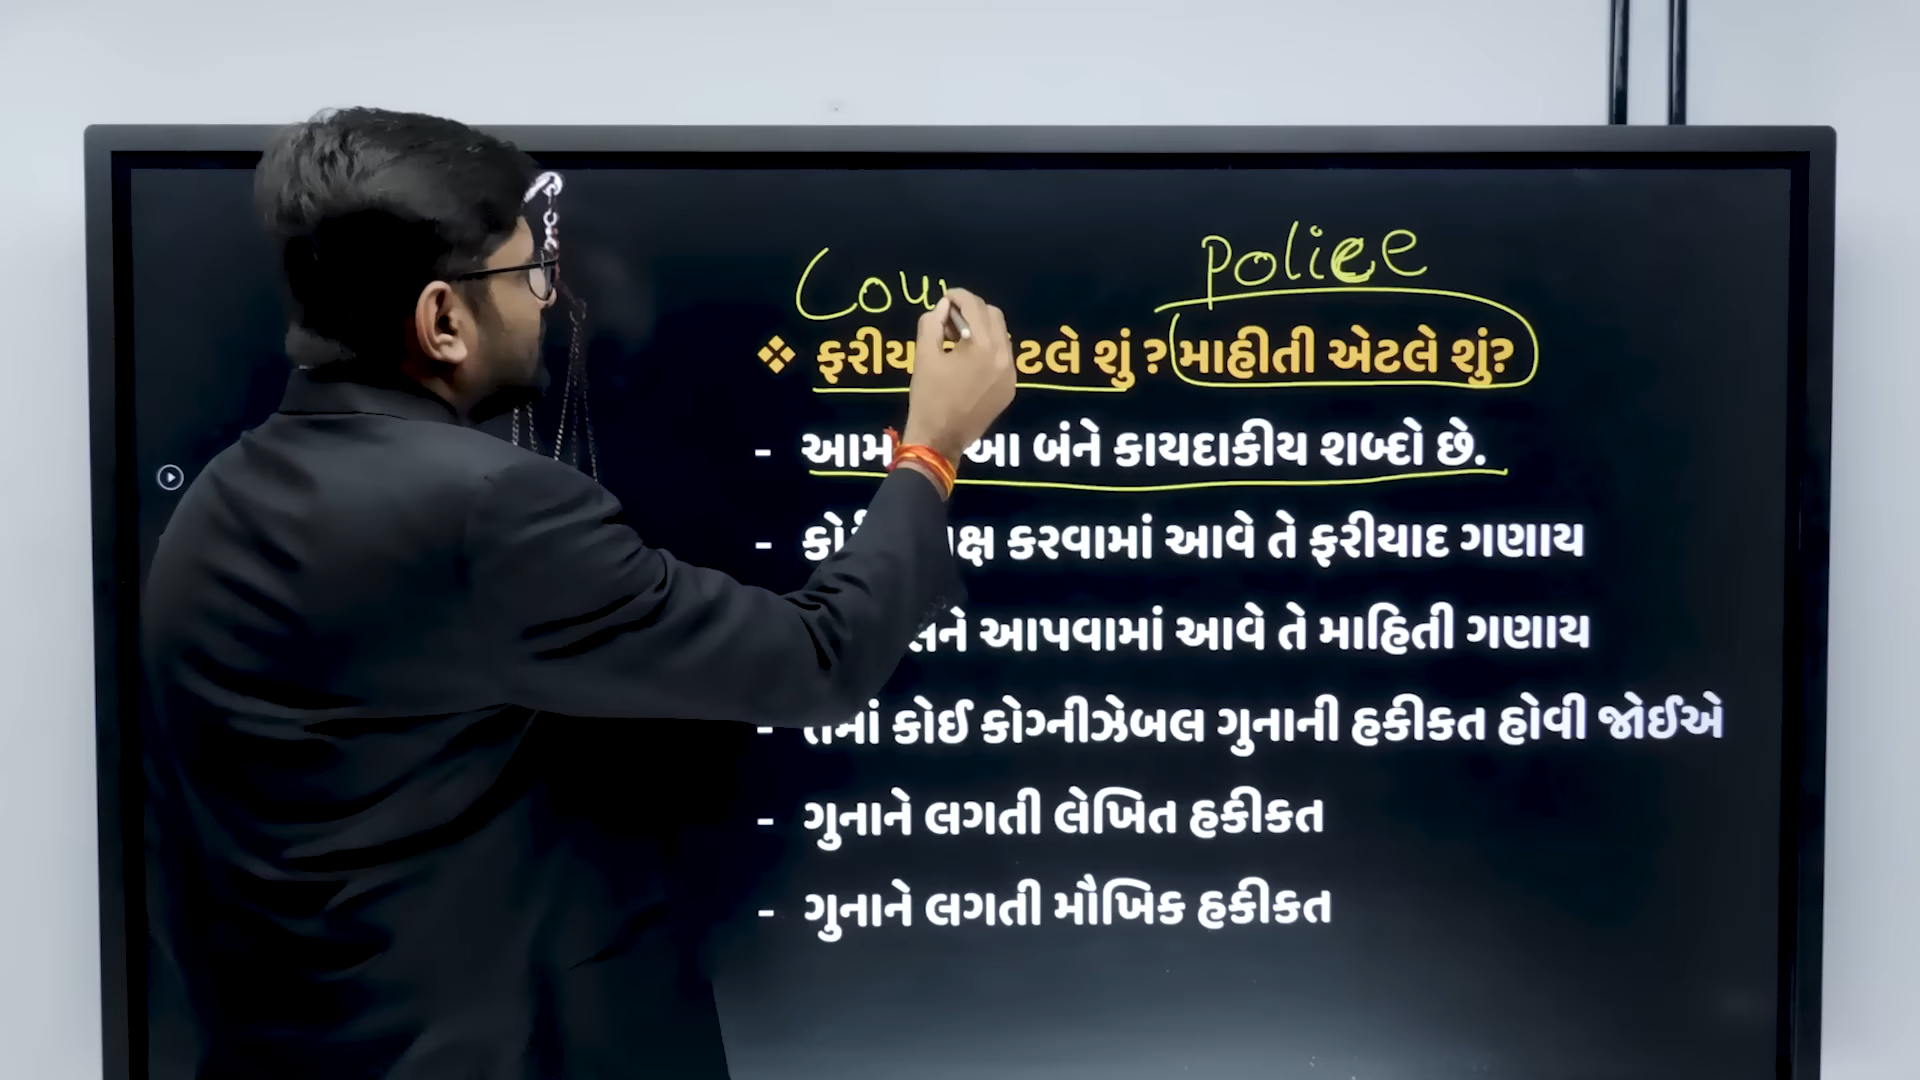 Police
Cou
❖ ફરીય ટલે શું ? માહીતી એટલે શું?
- આમ આ બંને કાયદાકીય શબ્દો છે.
- કરવામાં આવે તે ફરીયાદ ગણાય
આપવામાં આવે તે માહિતી ગણાય
- કોઈ કોગ્નીઝેબલ ગુનાની હકીકત હોવી જોઈએ
- ગુનાને લગતી લેખિત હકીકત
- ગુનાને લગતી મૌખિક હકીકત